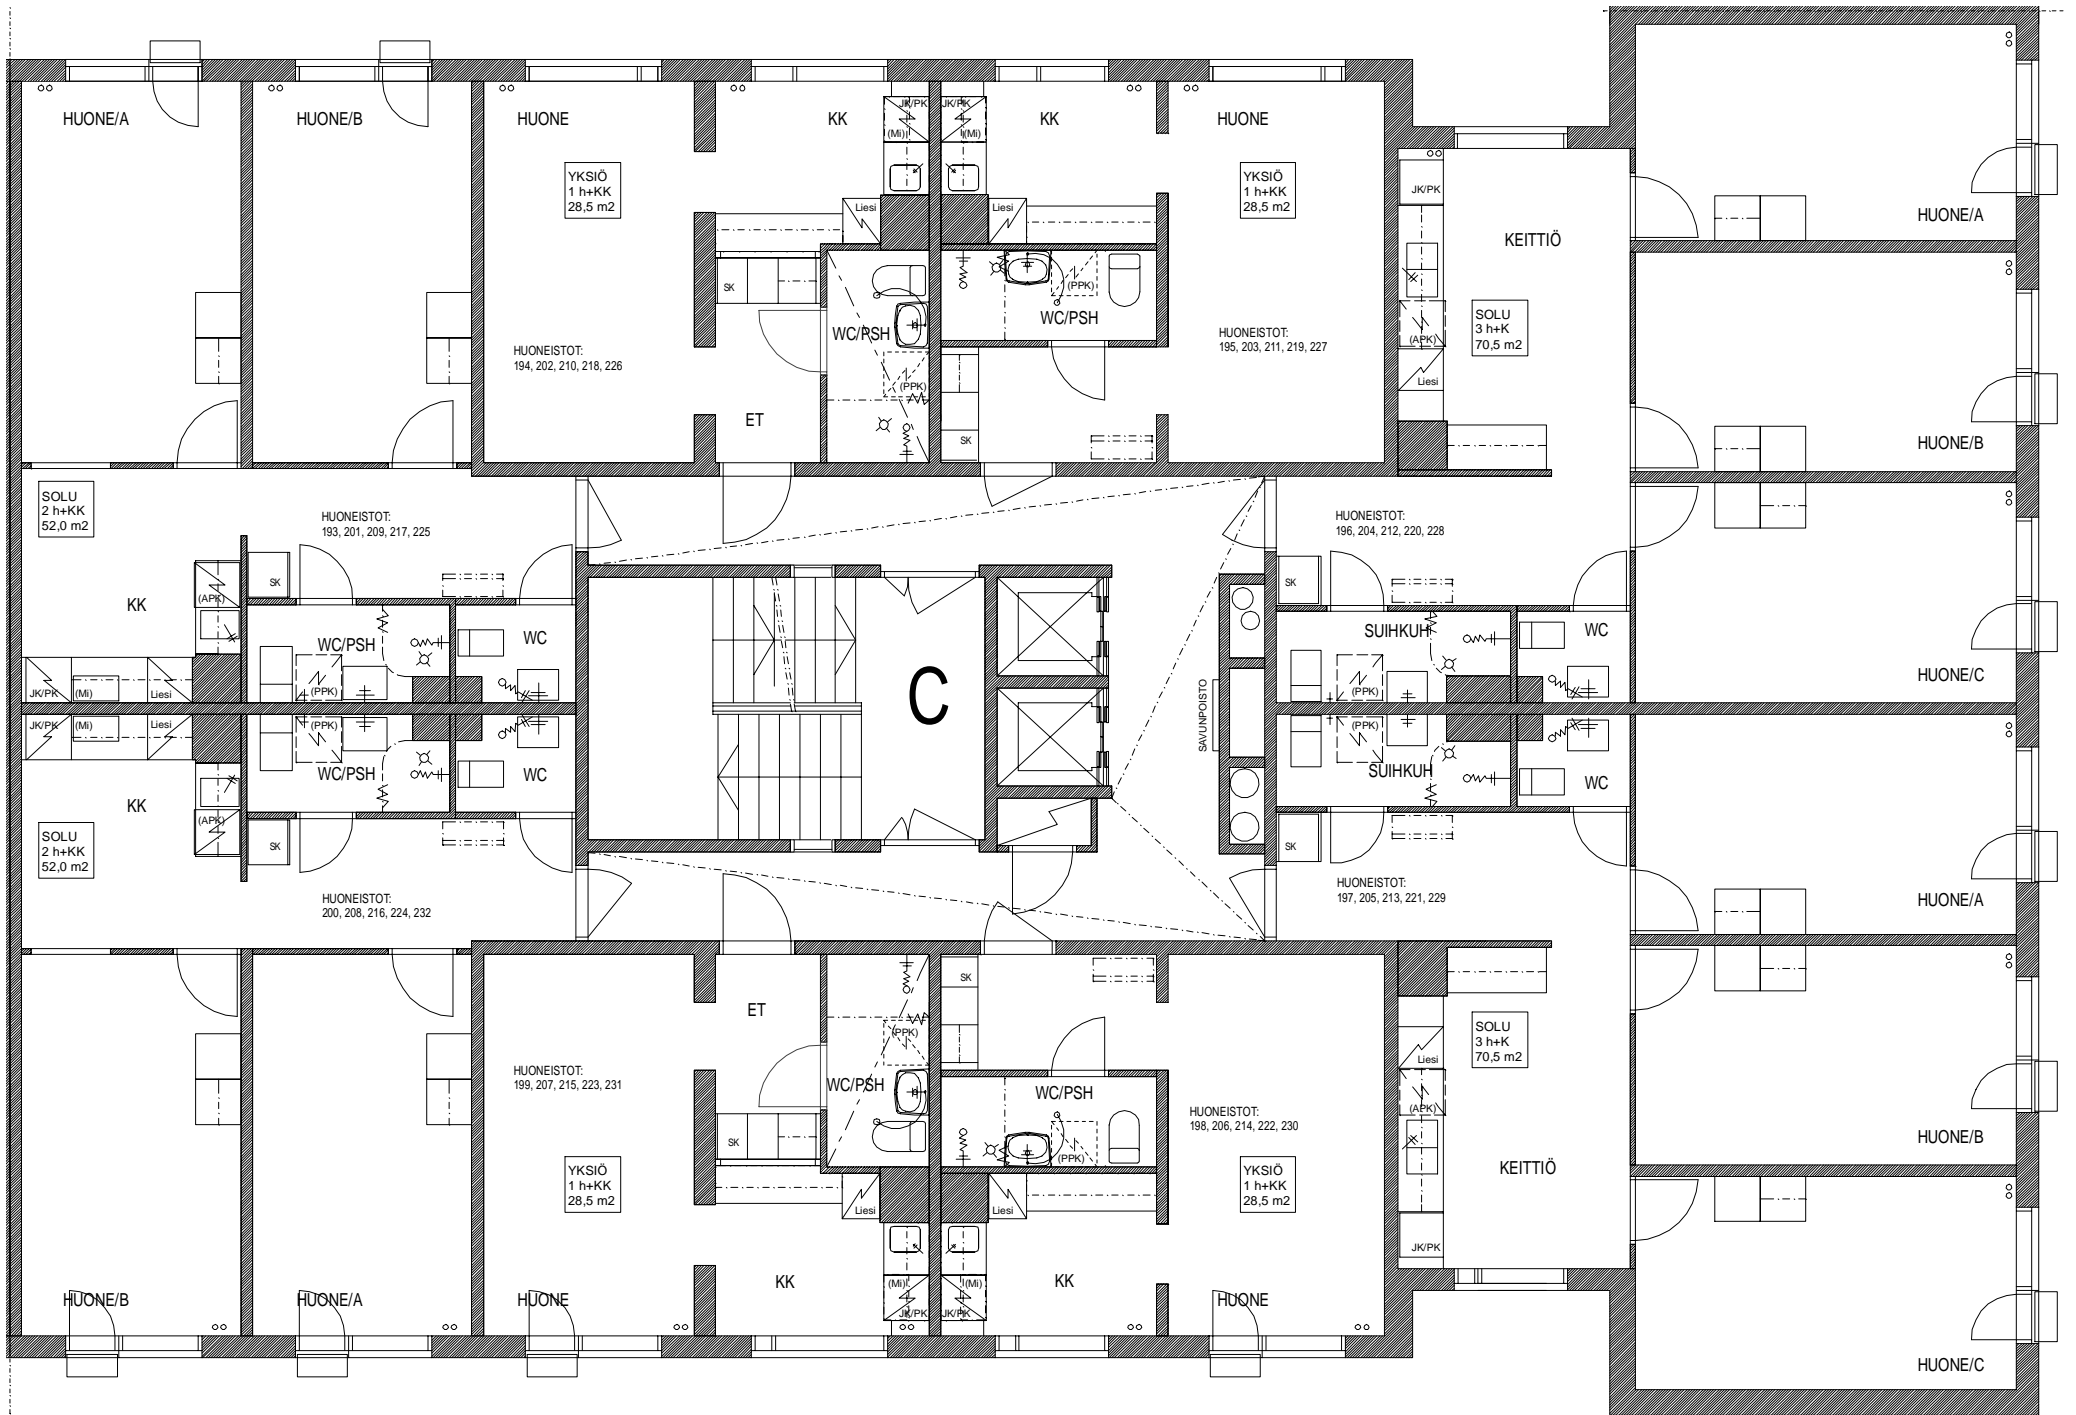 HUONE/A
HUONE/B
HUONE
KK
JK/PK
(Mi)
JK/PK
(Mi)
KK
HUONE
YKSIÖ
1 h+KK
28,5 m2
YKSIÖ
1 h+KK
28,5 m2
JK/PK
HUONE/A
Liesi
Liesi
KEITTIÖ
SK
(PPK)
WC/PSH
WC/PSH
HUONEISTOT:
194, 202, 210, 218, 226
HUONEISTOT:
195, 203, 211, 219, 227
SOLU
3 h+K
70,5 m2
(APK)
Liesi
(PPK)
ET
SK
HUONE/B
SOLU
2 h+KK
52,0 m2
HUONEISTOT:
193, 201, 209, 217, 225
HUONEISTOT:
196, 204, 212, 220, 228
SK
SK
(APK)
KK
WC/PSH
WC
SUIHKUH
WC
HUONE/C
JK/PK
(Mi)
Liesi
(PPK)
(PPK)
C
SAVUNPOISTO
JK/PK
(Mi)
Liesi
(PPK)
(PPK)
WC/PSH
WC
SUIHKUH
WC
KK
(APK)
SOLU
2 h+KK
52,0 m2
SK
SK
HUONEISTOT:
200, 208, 216, 224, 232
HUONEISTOT:
197, 205, 213, 221, 229
HUONE/A
ET
SK
(PPK)
SOLU
3 h+K
70,5 m2
Liesi
(APK)
HUONEISTOT:
199, 207, 215, 223, 231
WC/PSH
WC/PSH
HUONEISTOT:
198, 206, 214, 222, 230
SK
(PPK)
HUONE/B
YKSIÖ
1 h+KK
28,5 m2
YKSIÖ
1 h+KK
28,5 m2
KEITTIÖ
Liesi
Liesi
JK/PK
KK
(Mi)
JK/PK
(Mi)
JK/PK
KK
HUONE/B
HUONE/A
HUONE
HUONE
HUONE/C